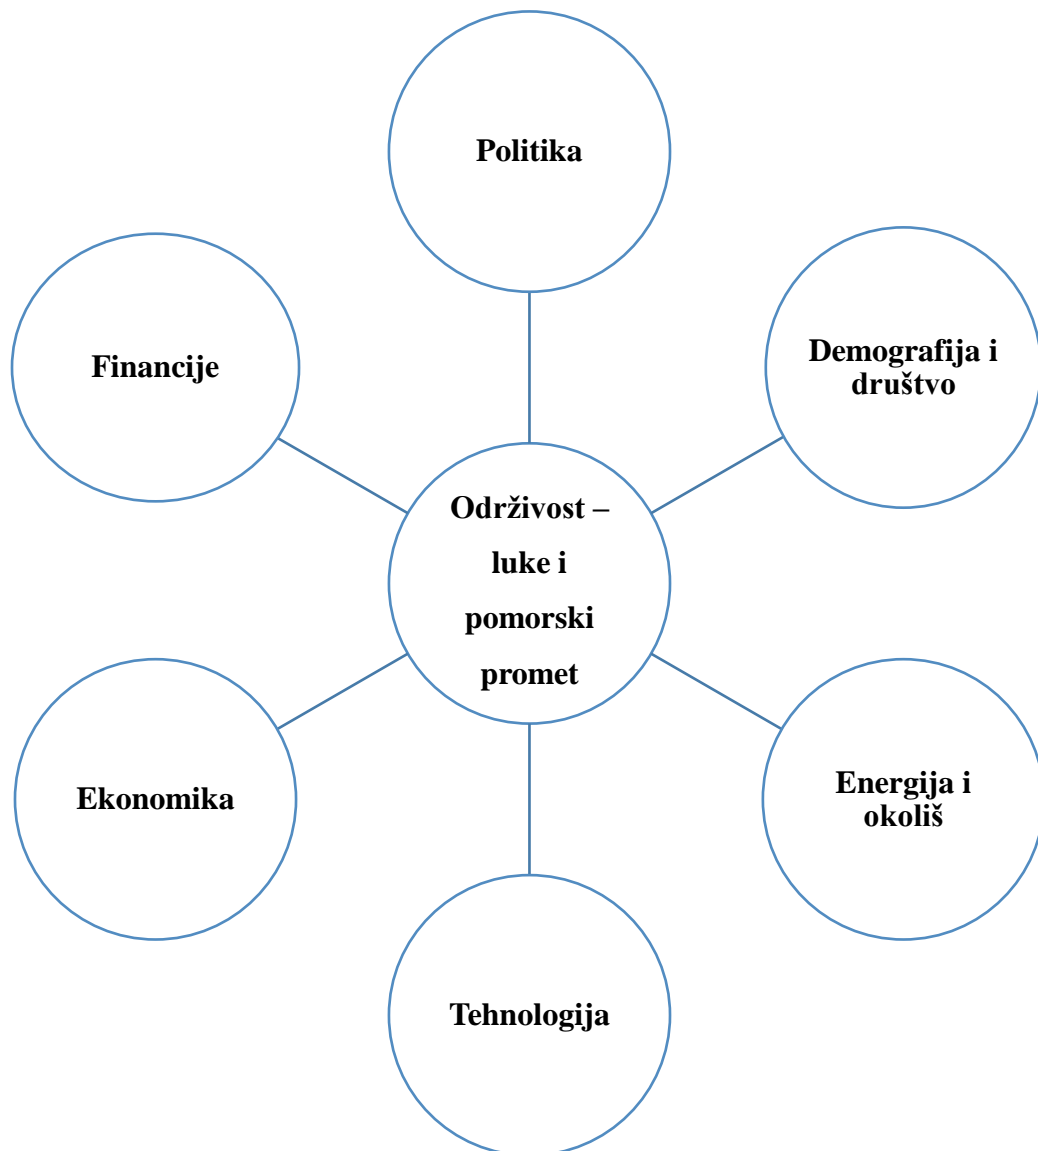 Politika
Financije
Demografija i
društvo
Održivost –
luke i
pomorski
promet
Ekonomika
Energija i
okoliš
Tehnologija